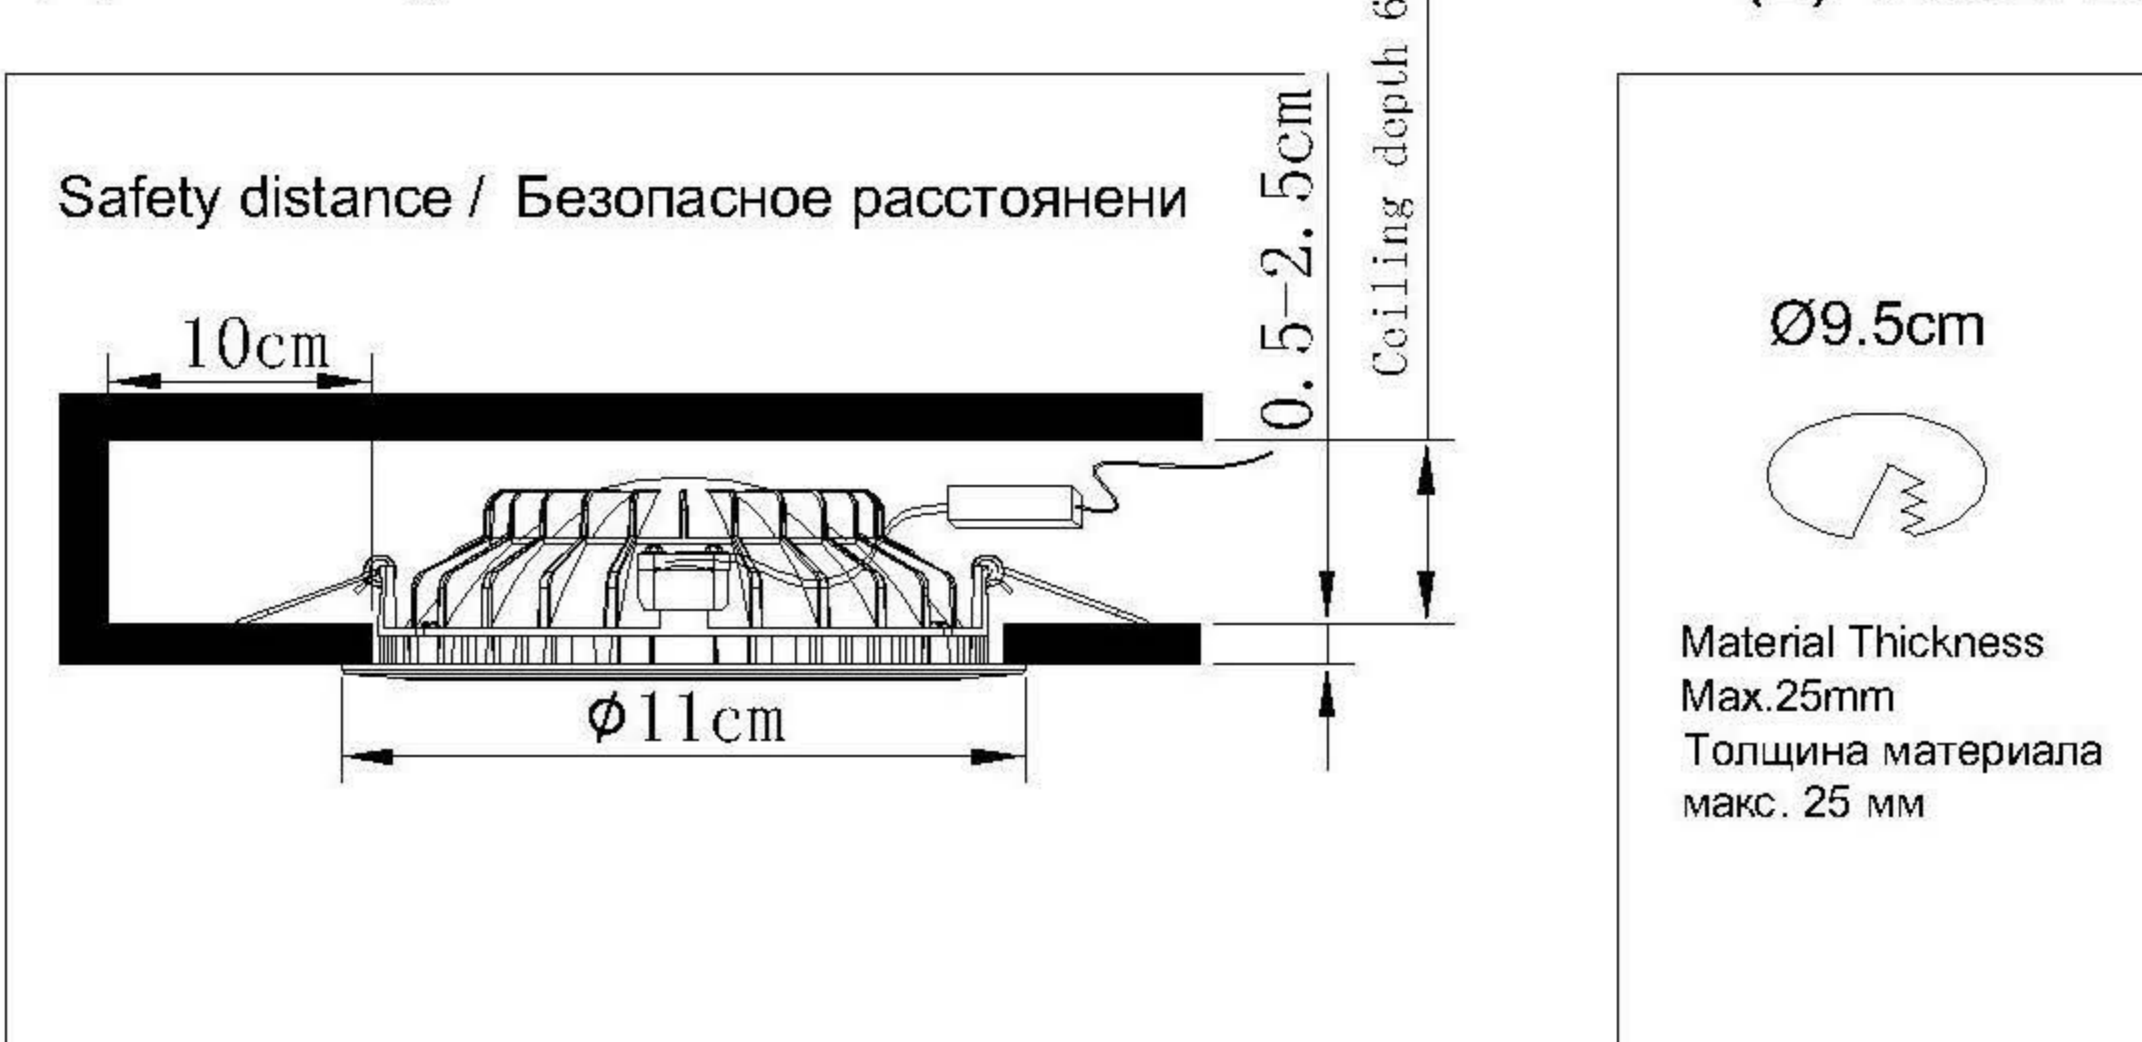 Safety distance / Безопасное расстоянени
10cm
0.5-2.5cm
Ceiling depth 6
ϕ11cm
Ø9.5cm
Material Thickness
Max.25mm
Толщина материала
макс. 25 мм